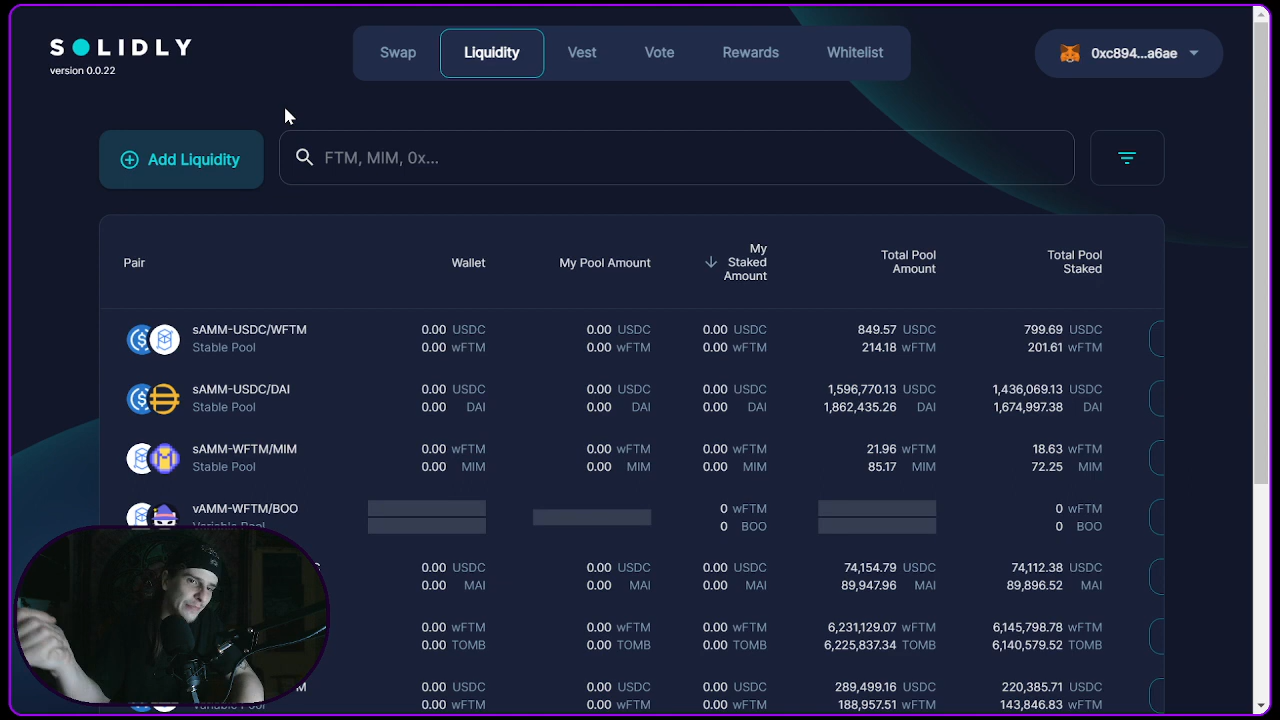 SOLIDLY
version 0.0.22
Swap
Liquidity
Vest
Vote
Rewards
Whitelist
0xc894...a6ae
Add Liquidity
FTM, MIM, 0x...
Pair
Wallet
My Pool Amount
My
Staked
Amount
Total Pool
Amount
Total Pool
Staked
sAMM-USDC/WFTM
Stable Pool
0.00 USDC
0.00 wFTM
0.00 USDC
0.00 wFTM
0.00 USDC
0.00 wFTM
849.57 USDC
214.18 wFTM
799.69 USDC
201.61 wFTM
sAMM-USDC/DAI
Stable Pool
0.00 USDC
0.00 DAI
0.00 USDC
0.00 DAI
0.00 USDC
0.00 DAI
1,596,770.13 USDC
1,862,435.26 DAI
1,436,069.13 USDC
1,674,997.38 DAI
sAMM-WFTM/MIM
Stable Pool
0.00 wFTM
0.00 MIM
0.00 wFTM
0.00 MIM
0.00 wFTM
0.00 MIM
21.96 wFTM
85.17 MIM
18.63 wFTM
72.25 MIM
vAMM-WFTM/BOO
Variable Pool
0 wFTM
0 BOO
0 wFTM
0 BOO
0.00 USDC
0.00 MAI
0.00 USDC
0.00 MAI
0.00 USDC
0.00 MAI
74,154.79 USDC
89,947.96 MAI
74,112.38 USDC
89,896.52 MAI
0.00 wFTM
0.00 TOMB
0.00 wFTM
0.00 TOMB
0.00 wFTM
0.00 TOMB
6,231,129.07 wFTM
6,225,837.34 TOMB
6,145,798.78 wFTM
6,140,579.52 TOMB
Variable Pool
0.00 USDC
0.00 wFTM
0.00 USDC
0.00 wFTM
0.00 USDC
0.00 wFTM
289,499.16 USDC
188,957.51 wFTM
220,385.71 USDC
143,846.83 wFTM